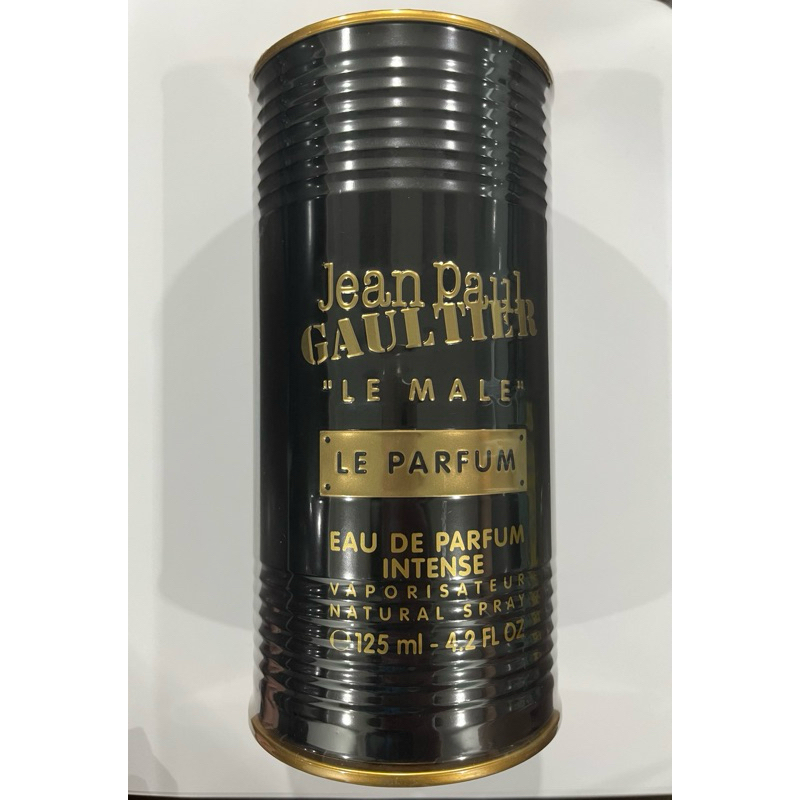 Jean Paul
GAULTIER
"LE MALE"
LE PARFUM
EAU DE PARFUM
INTENSE
VAPORISATEUR
NATURAL SPRAY
℮125 ml - 4.2 FL OZ